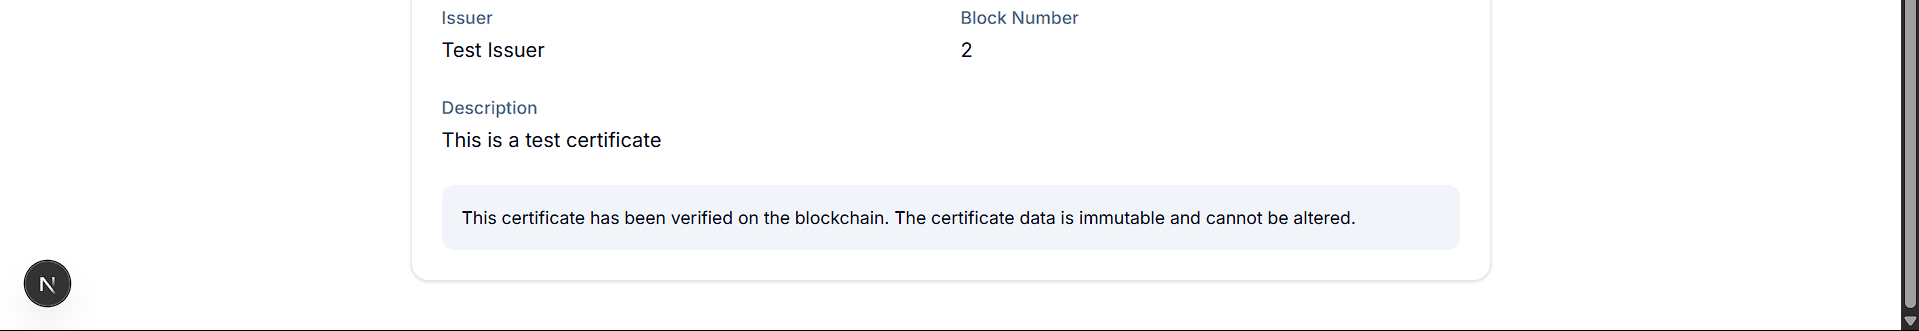 Issuer
Block Number
Test Issuer
2
Description
This is a test certificate
This certificate has been verified on the blockchain. The certificate data is immutable and cannot be altered.
N